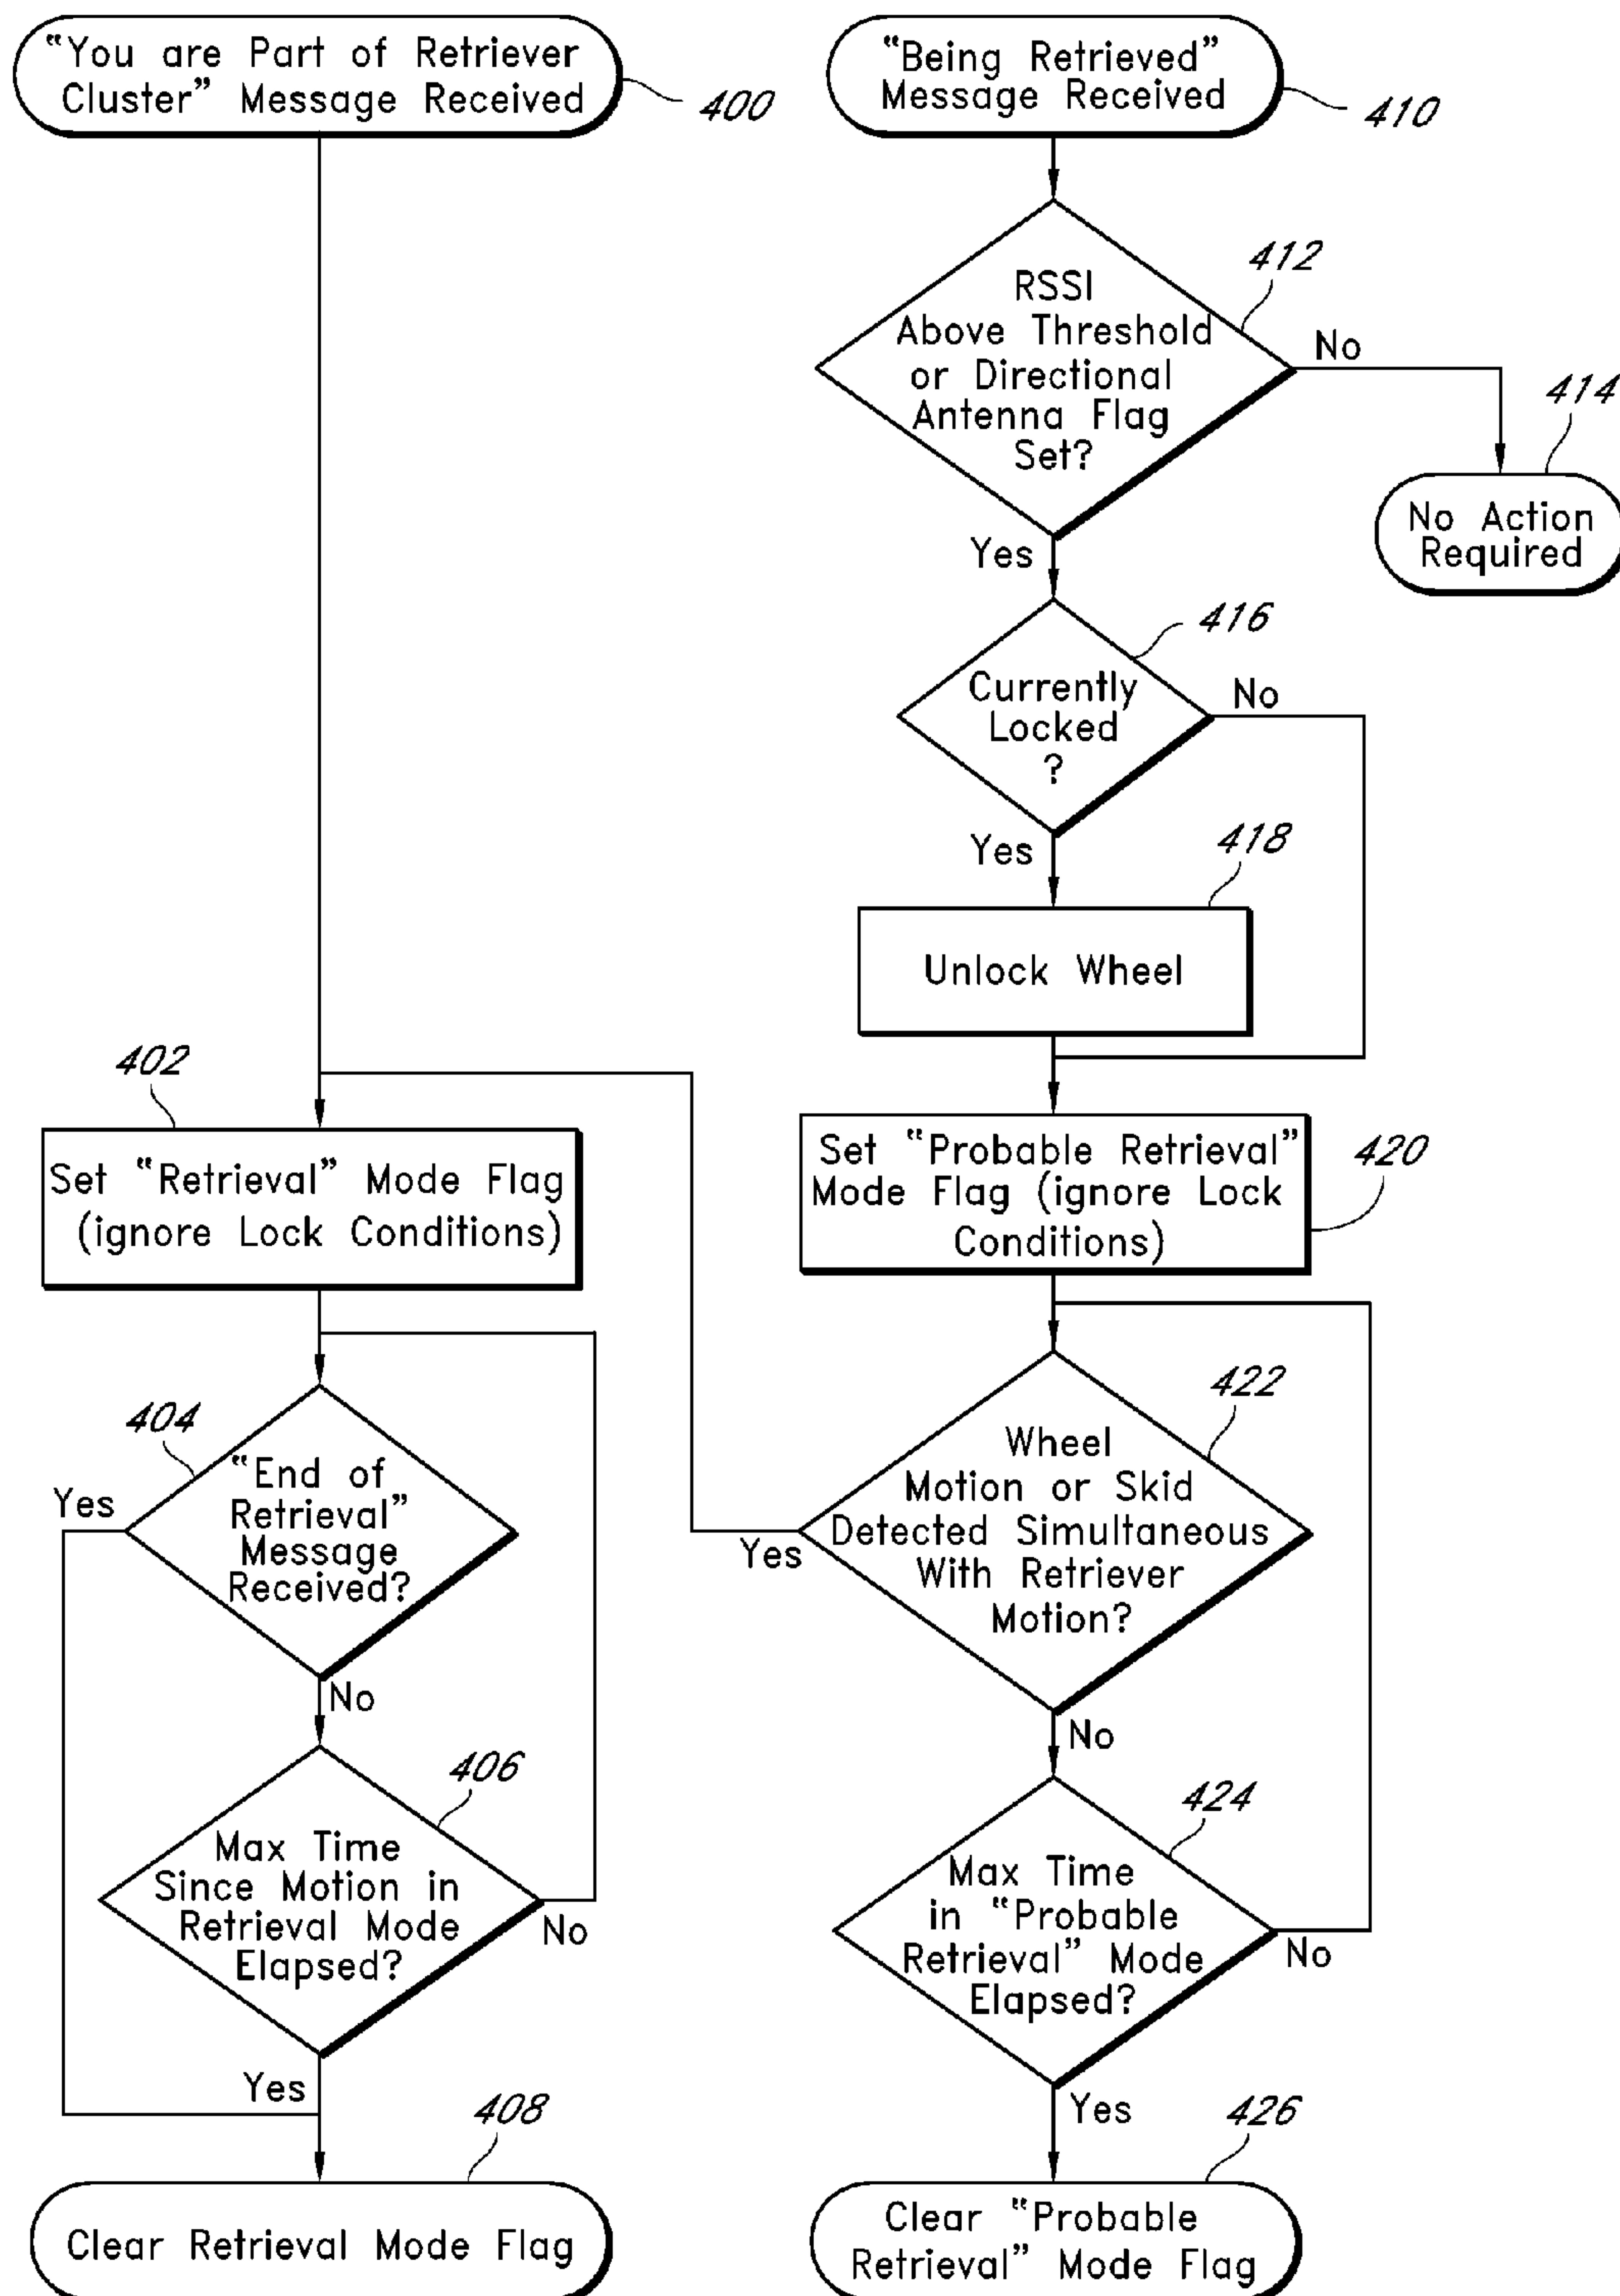 “You are Part of Retriever
Cluster” Message Received
400
402
Set “Retrieval” Mode Flag
(ignore Lock Conditions)
404
“End of
Retrieval”
Message
Received?
Yes
No
406
Max Time
Since Motion in
Retrieval Mode
Elapsed?
No
Yes
408
Clear Retrieval Mode Flag
“Being Retrieved”
Message Received
410
412
RSSI
Above Threshold
or Directional
Antenna Flag
Set?
No
414
No Action
Required
Yes
416
Currently
Locked
?
No
Yes
418
Unlock Wheel
Set “Probable Retrieval”
Mode Flag (ignore Lock
Conditions)
420
422
Wheel
Motion or Skid
Detected Simultaneous
With Retriever
Motion?
Yes
No
424
Max Time
in “Probable
Retrieval” Mode
Elapsed?
No
Yes
426
Clear “Probable
Retrieval” Mode Flag